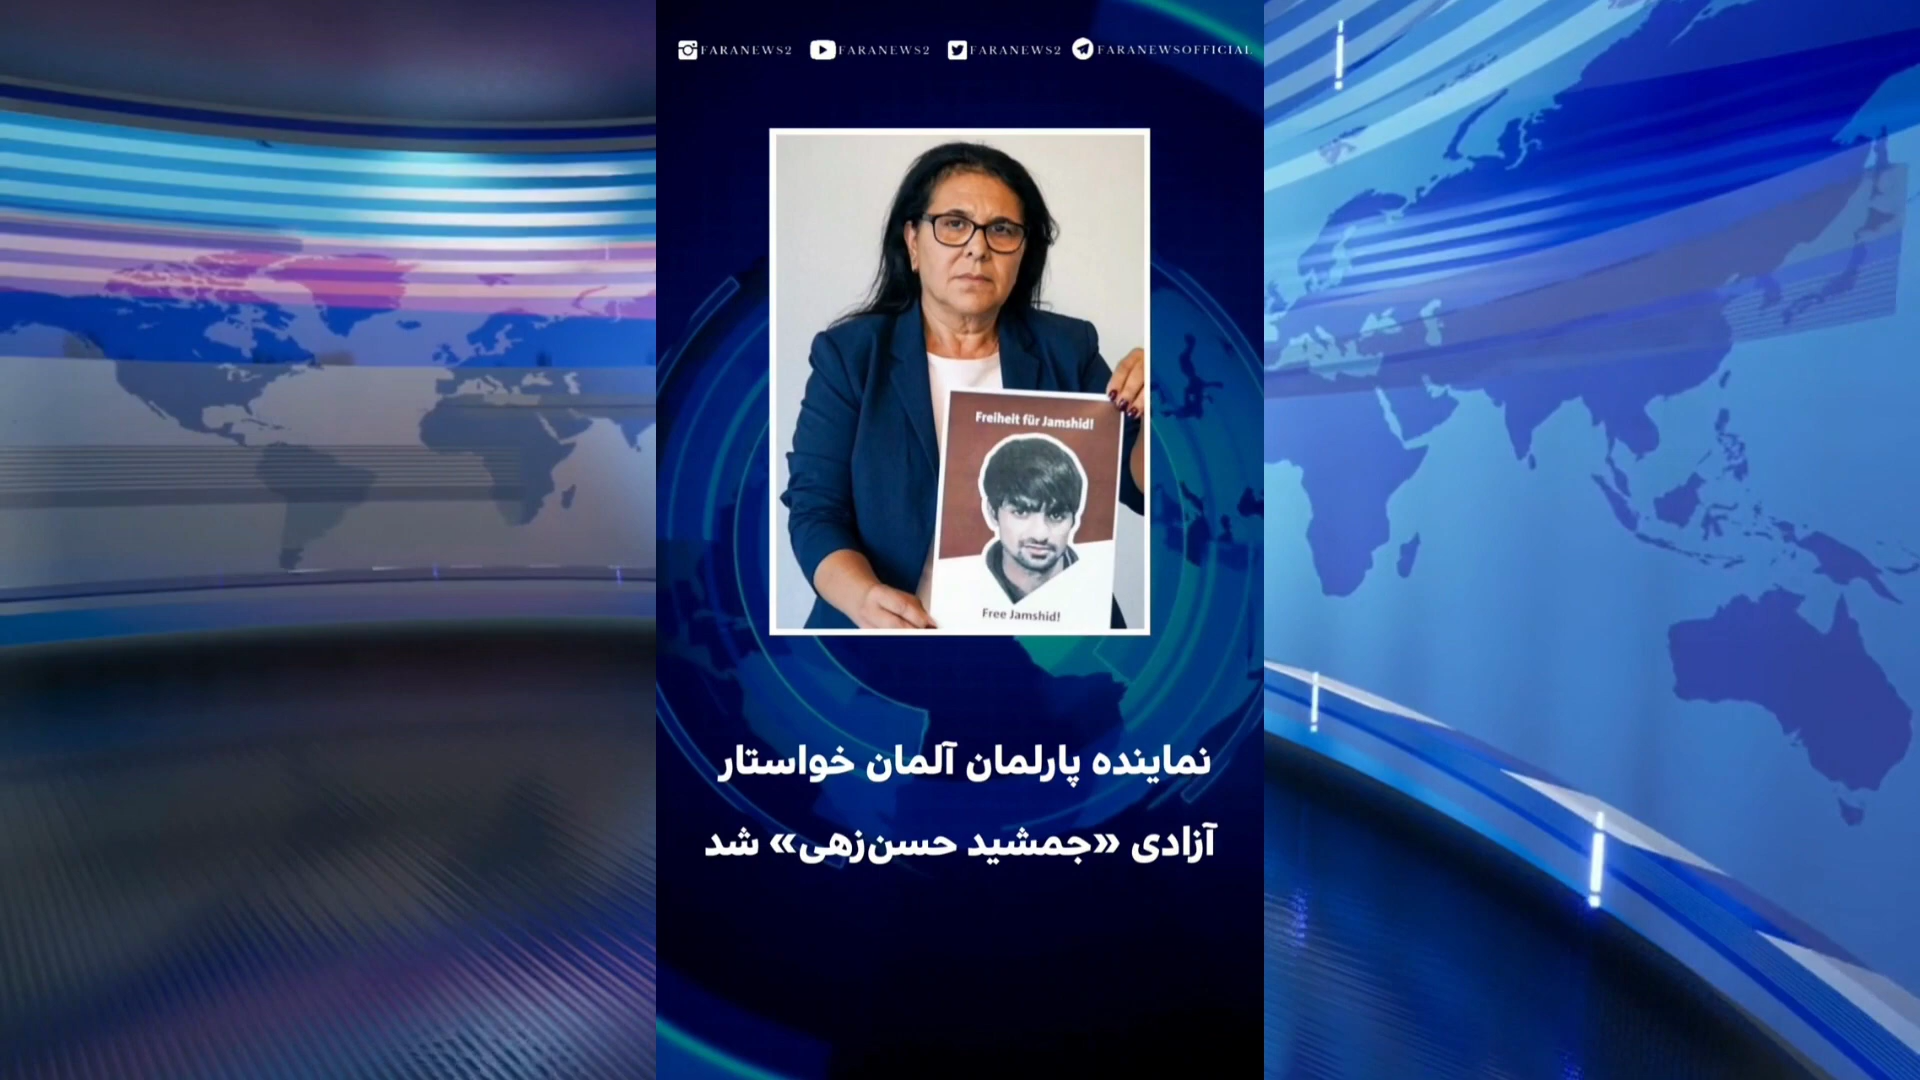 FARANEWS2 FARANEWS2 FARANEWS2 FARANEWSOFFICIAL
Freiheit für Jamshid!
Free Jamshid!
نماینده پارلمان آلمان خواستار
آزادی «جمشید حسن‌زهی» شد